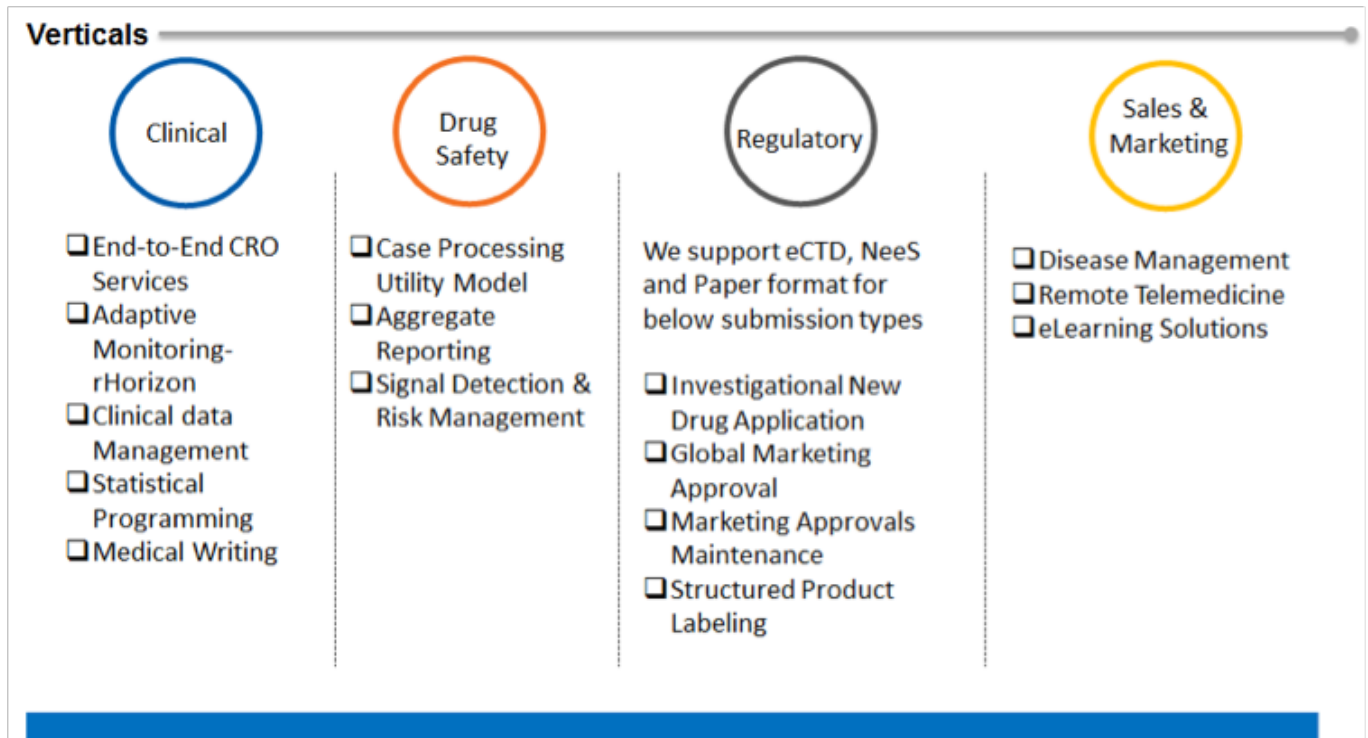 Verticals
Clinical
❑End-to-End CRO
Services
❑Adaptive
Monitoring-
rHorizon
❑Clinical data
Management
❑Statistical
Programming
❑Medical Writing
Drug
Safety
❑Case Processing
Utility Model
❑Aggregate
Reporting
❑Signal Detection &
Risk Management
Regulatory
We support eCTD, NeeS
and Paper format for
below submission types
❑Investigational New
Drug Application
❑Global Marketing
Approval
❑Marketing Approvals
Maintenance
❑Structured Product
Labeling
Sales &
Marketing
❑Disease Management
❑Remote Telemedicine
❑eLearning Solutions